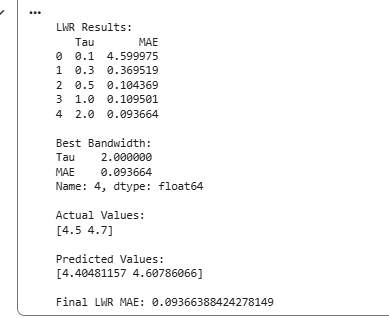 ...
LWR Results:
Tau MAE
0 0.1 4.599975
1 0.3 0.369519
2 0.5 0.104369
3 1.0 0.109501
4 2.0 0.093664
Best Bandwidth:
Tau 2.000000
MAE 0.093664
Name: 4, dtype: float64
Actual Values:
[4.5 4.7]
Predicted Values:
[4.40481157 4.60786066]
Final LWR MAE: 0.09366388424278149